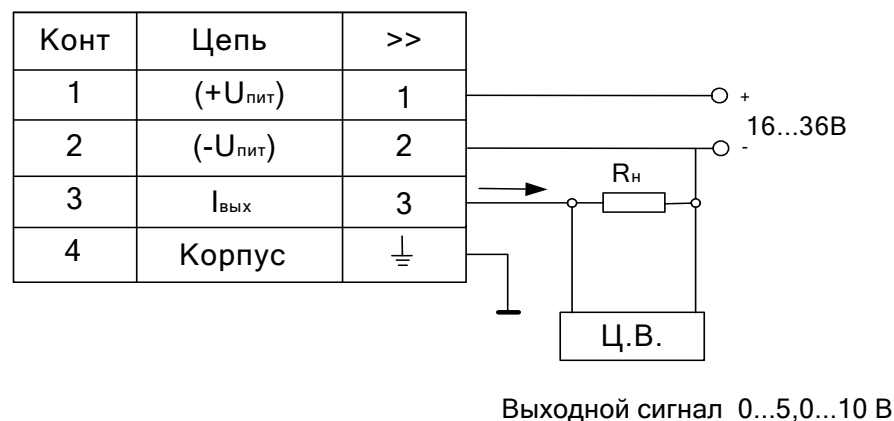 Конт Цепь >>
1 (+Uпит) 1
+
16...36В
2 (-Uпит) 2
-
Rн
3 Iвых 3
4 Корпус
Ц.В.
Выходной сигнал 0...5,0...10 В